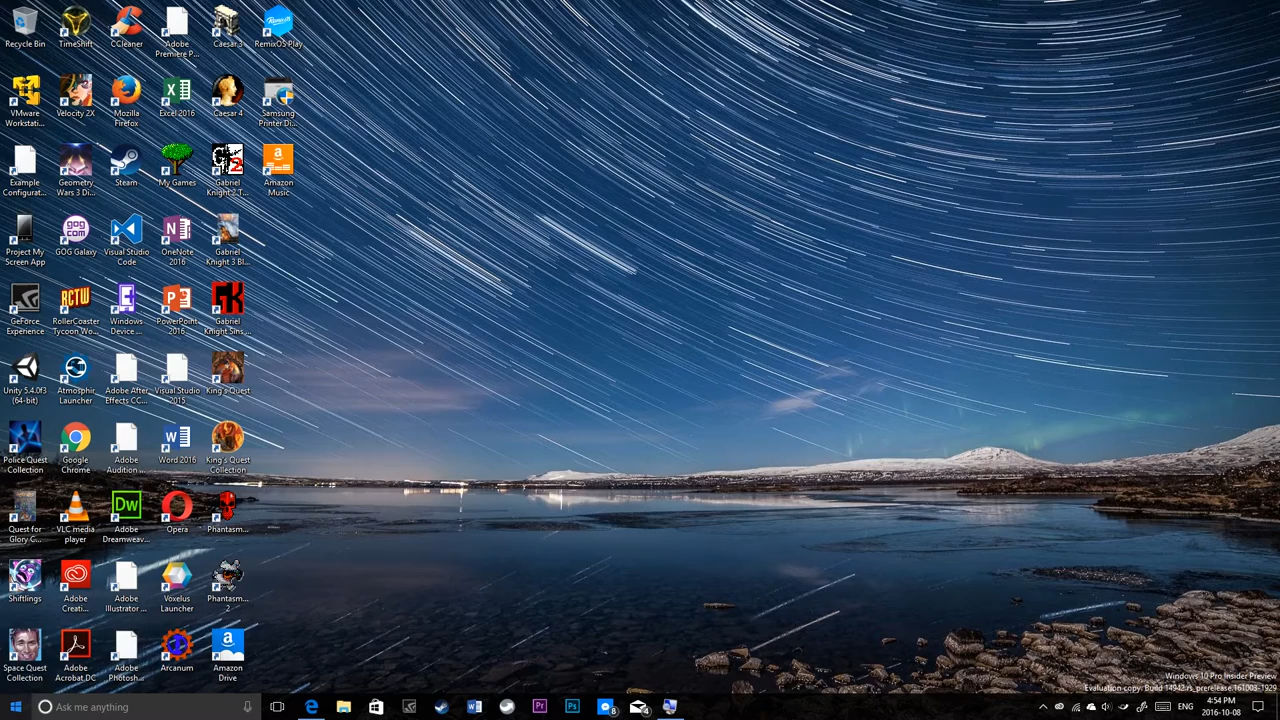 Recycle Bin
TimeShift
CCleaner
Adobe
Premiere P...
Caesar 3
RemixOS Play
VMware
Workstati...
Velocity 2X
Mozilla
Firefox
Excel 2016
Caesar 4
Samsung
Printer Di...
Example
Configurat...
Geometry
Wars 3 Di...
Steam
My Games
Gabriel
Knight 2 T...
Amazon
Music
Project My
Screen App
GOG Galaxy
Visual Studio
Code
OneNote
2016
Gabriel
Knight 3 Bl...
GeForce
Experience
RollerCoaster
Tycoon Wo...
Windows
Device ...
PowerPoint
2016
Gabriel
Knight Sins...
Unity 5.4.0f3
(64-bit)
Atmosphir
Launcher
Adobe After
Effects CC...
Visual Studio
2015
King's Quest
Police Quest
Collection
Google
Chrome
Adobe
Audition ...
Word 2016
King's Quest
Collection
Quest for
Glory C...
VLC media
player
Adobe
Dreamweav...
Opera
Phantasm...
Shiftlings
Adobe
Creati...
Adobe
Illustrator ...
Voxelus
Launcher
Phantasm...
2
Space Quest
Collection
Adobe
Acrobat DC
Adobe
Photosh...
Arcanum
Amazon
Drive
Windows 10 Pro Insider Preview
Evaluation copy. Build 14942.rs_prerelease.161003-1929
Ask me anything
ENG
4:54 PM
2016-10-08